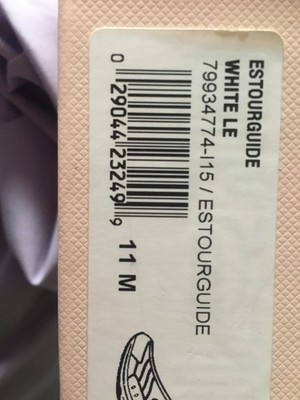 ESTOURGUIDE
WHITE LE
79934774-I15 / ESTOURGUIDE
0 29044 23249 9
11 M